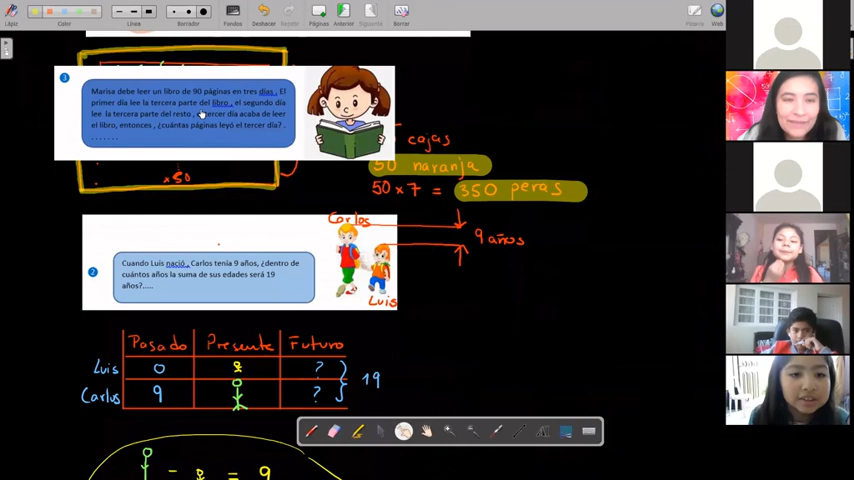 Lápiz
Color
Línea
Borrador
Fondos
Deshacer
Páginas
Anterior
Borrar
Web
3
Marisa debe leer un libro de 90 páginas en tres días . El
primer día lee la tercera parte del libro , el segundo día
lee la tercera parte del resto , tercer día acaba de leer
el libro, entonces , ¿cuántas páginas leyó el tercer día? .
. . . . . . .
x50
cajas
50 naranja
50 x 7 = 350 peras
Carlos
9 años
2
Cuando Luis nació , Carlos tenía 9 años, ¿dentro de
cuántos años la suma de sus edades será 19
años?.....
Luis
Pasado Presente Futuro
Luis 0 ?
Carlos 9 ?
19
- = 9